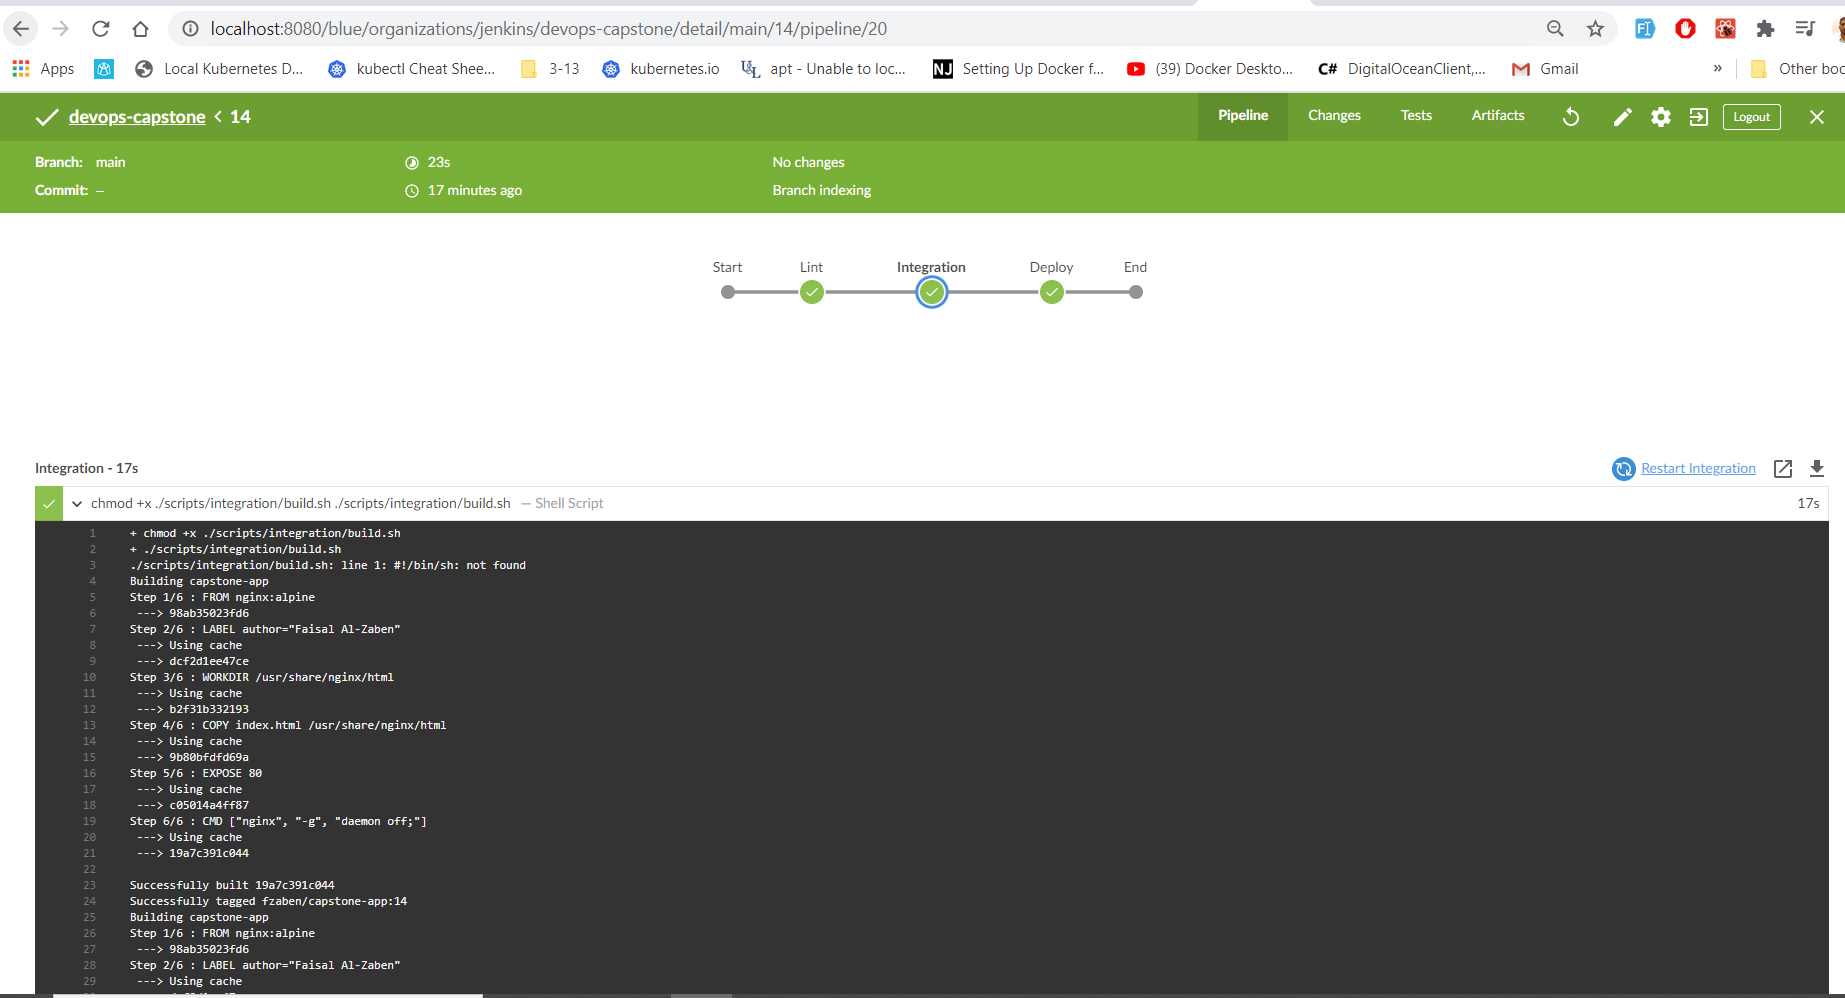 localhost:8080/blue/organizations/jenkins/devops-capstone/detail/main/14/pipeline/20
Apps Local Kubernetes D... kubectl Cheat Shee... 3-13 kubernetes.io U&L apt - Unable to loc... NJ Setting Up Docker f... (39) Docker Deskto... C# DigitalOceanClient,... Gmail » Other boo
devops-capstone < 14 Pipeline Changes Tests Artifacts Logout
Branch: main 23s No changes
Commit: – 17 minutes ago Branch indexing
Start Lint Integration Deploy End
Integration - 17s Restart Integration
chmod +x ./scripts/integration/build.sh ./scripts/integration/build.sh — Shell Script 17s
1 + chmod +x ./scripts/integration/build.sh
2 + ./scripts/integration/build.sh
3 ./scripts/integration/build.sh: line 1: #!/bin/sh: not found
4 Building capstone-app
5 Step 1/6 : FROM nginx:alpine
6 ---> 98ab35023fd6
7 Step 2/6 : LABEL author="Faisal Al-Zaben"
8 ---> Using cache
9 ---> dcf2d1ee47ce
10 Step 3/6 : WORKDIR /usr/share/nginx/html
11 ---> Using cache
12 ---> b2f31b332193
13 Step 4/6 : COPY index.html /usr/share/nginx/html
14 ---> Using cache
15 ---> 9b80bfdfd69a
16 Step 5/6 : EXPOSE 80
17 ---> Using cache
18 ---> c05014a4ff87
19 Step 6/6 : CMD ["nginx", "-g", "daemon off;"]
20 ---> Using cache
21 ---> 19a7c391c044
22
23 Successfully built 19a7c391c044
24 Successfully tagged fzaben/capstone-app:14
25 Building capstone-app
26 Step 1/6 : FROM nginx:alpine
27 ---> 98ab35023fd6
28 Step 2/6 : LABEL author="Faisal Al-Zaben"
29 ---> Using cache